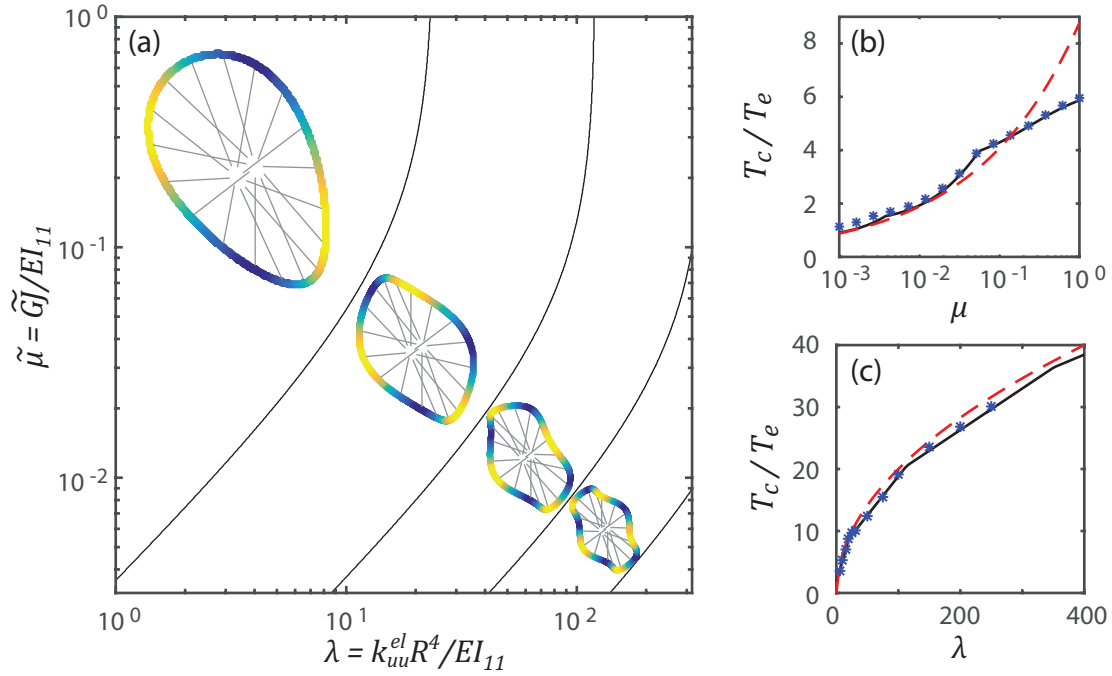 (a)
10^0
10^-1
10^-2
μ̃ = G̃J/EI_11
10^0
10^1
10^2
λ = k_uu^el R^4/EI_11
(b)
8
6
4
2
0
T_c / T_e
10^-3
10^-2
10^-1
10^0
μ
(c)
40
30
20
10
0
T_c / T_e
0
200
400
λ